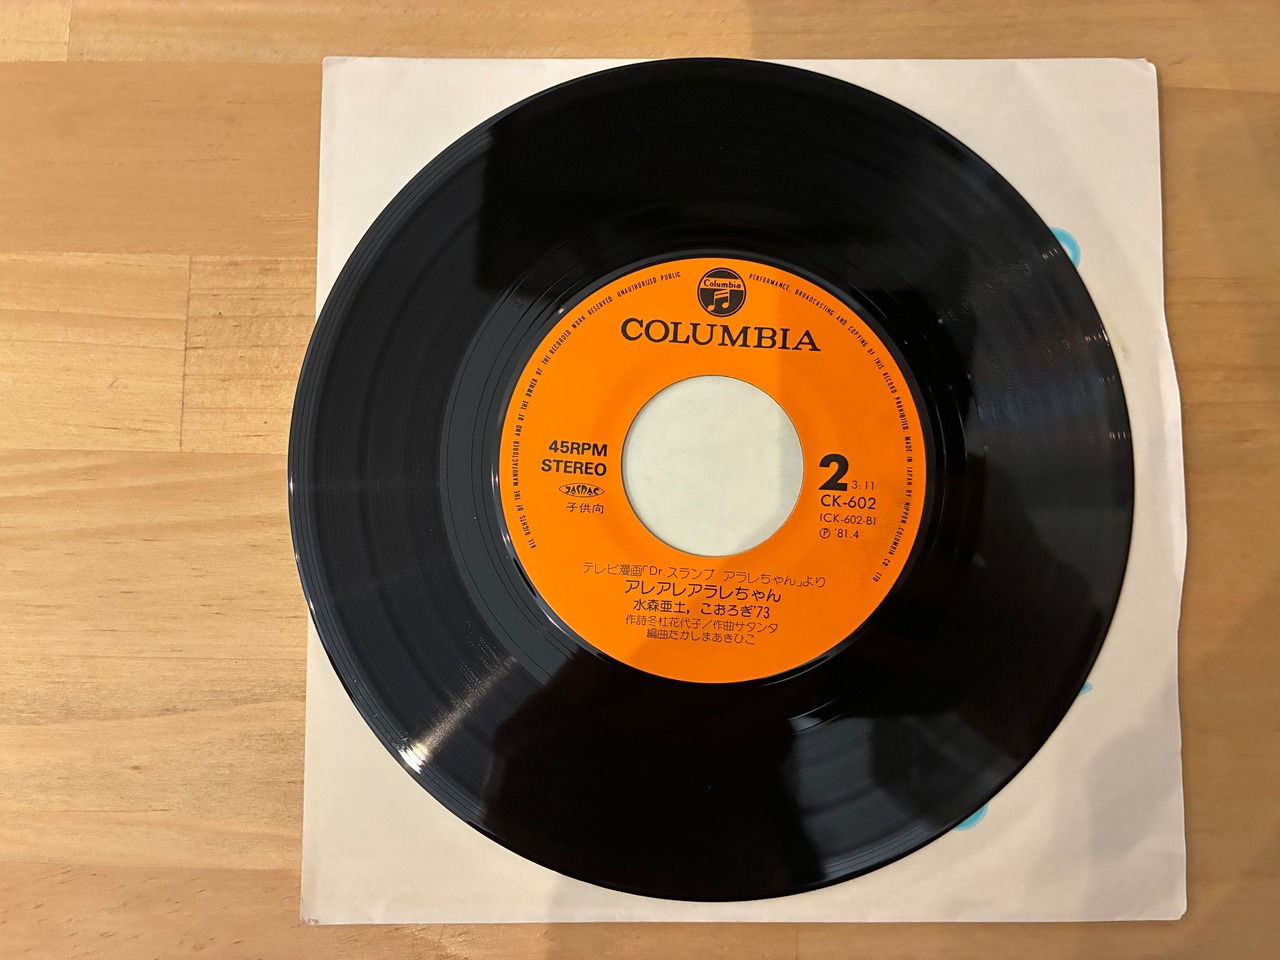 ALL RIGHTS OF THE MANUFACTURER AND OF THE OWNER OF THE RECORDED WORK RESERVED. UNAUTHORIZED PUBLIC PERFORMANCE, BROADCASTING AND COPYING OF THIS RECORD PROHIBITED. MADE IN JAPAN BY NIPPON COLUMBIA CO LTD
Columbia
COLUMBIA
45RPM
STEREO
JASRAC
子供向
2 3:11
CK-602
(CK-602-B)
Ⓟ '81.4
テレビ漫画「Dr.スランプ アラレちゃん」より
アレアレアラレちゃん
水森亜土, こおろぎ'73
作詩冬杜花代子/作曲サタンタ
編曲たかしまあきひこ